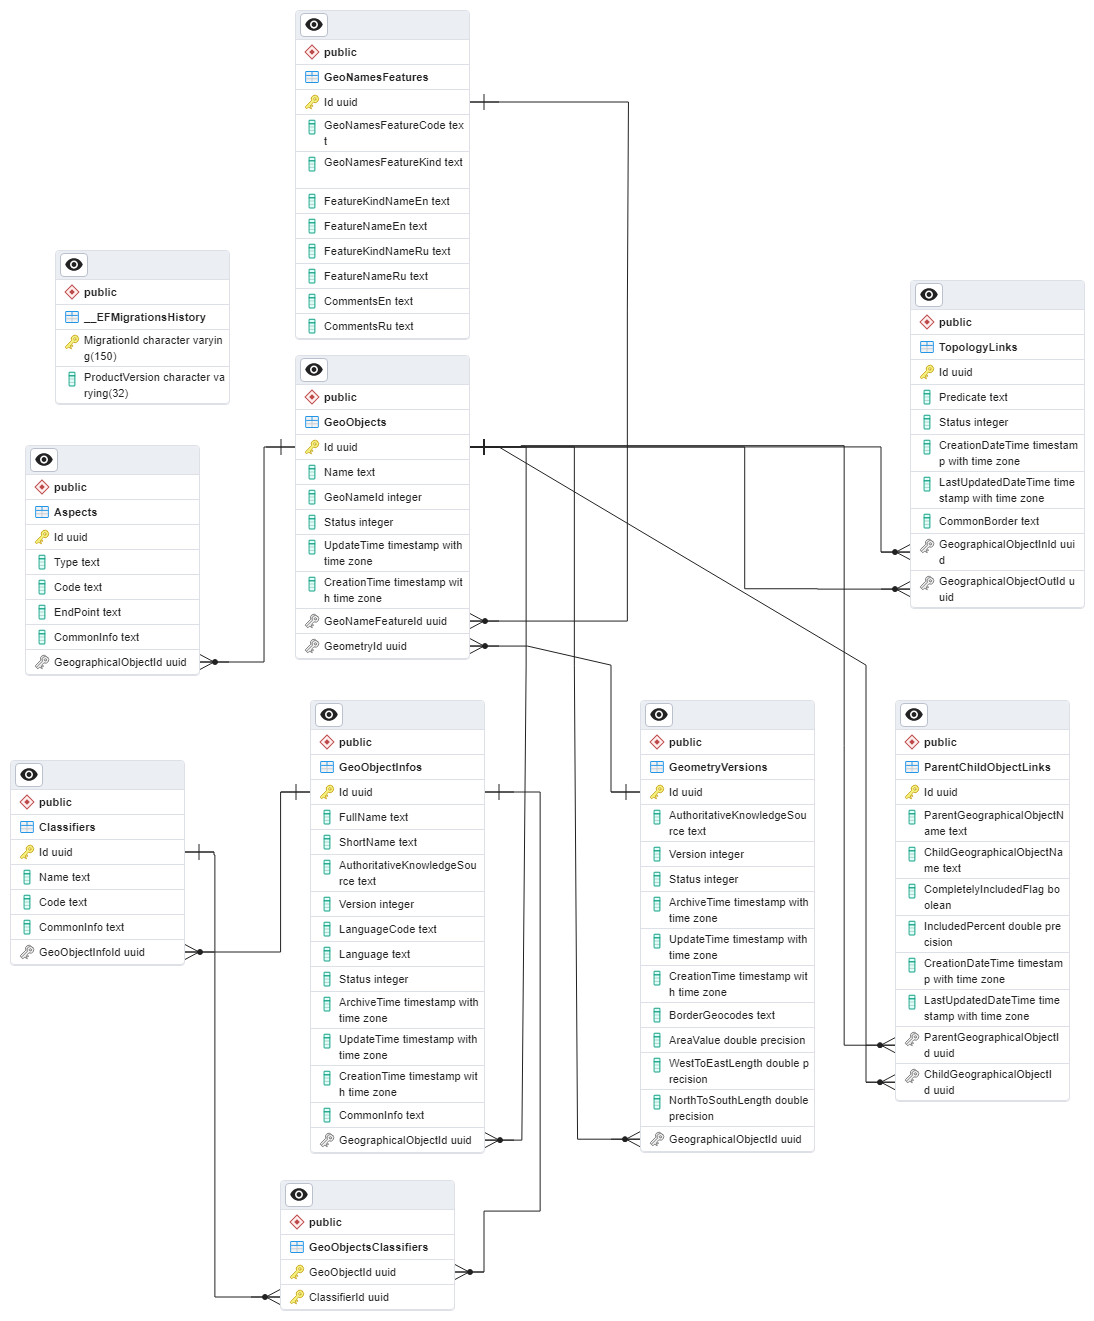 public
GeoNamesFeatures
Id uuid
GeoNamesFeatureCode tex
t
GeoNamesFeatureKind text
FeatureKindNameEn text
FeatureNameEn text
FeatureKindNameRu text
FeatureNameRu text
CommentsEn text
CommentsRu text
public
__EFMigrationsHistory
MigrationId character varyin
g(150)
ProductVersion character va
rying(32)
public
TopologyLinks
Id uuid
Predicate text
Status integer
CreationDateTime timestam
p with time zone
LastUpdatedDateTime time
stamp with time zone
CommonBorder text
GeographicalObjectInId uui
d
GeographicalObjectOutId u
uid
public
GeoObjects
Id uuid
Name text
GeoNameId integer
Status integer
UpdateTime timestamp with
time zone
CreationTime timestamp wit
h time zone
GeoNameFeatureId uuid
GeometryId uuid
public
Aspects
Id uuid
Type text
Code text
EndPoint text
CommonInfo text
GeographicalObjectId uuid
public
GeoObjectInfos
Id uuid
FullName text
ShortName text
AuthoritativeKnowledgeSou
rce text
Version integer
LanguageCode text
Language text
Status integer
ArchiveTime timestamp with
time zone
UpdateTime timestamp with
time zone
CreationTime timestamp wit
h time zone
CommonInfo text
GeographicalObjectId uuid
public
GeometryVersions
Id uuid
AuthoritativeKnowledgeSou
rce text
Version integer
Status integer
ArchiveTime timestamp with
time zone
UpdateTime timestamp with
time zone
CreationTime timestamp wit
h time zone
BorderGeocodes text
AreaValue double precision
WestToEastLength double p
recision
NorthToSouthLength double
precision
GeographicalObjectId uuid
public
ParentChildObjectLinks
Id uuid
ParentGeographicalObjectN
ame text
ChildGeographicalObjectNa
me text
CompletelyIncludedFlag bo
olean
IncludedPercent double pre
cision
CreationDateTime timestam
p with time zone
LastUpdatedDateTime time
stamp with time zone
ParentGeographicalObjectI
d uuid
ChildGeographicalObjectI
d uuid
public
Classifiers
Id uuid
Name text
Code text
CommonInfo text
GeoObjectInfoId uuid
public
GeoObjectsClassifiers
GeoObjectId uuid
ClassifierId uuid